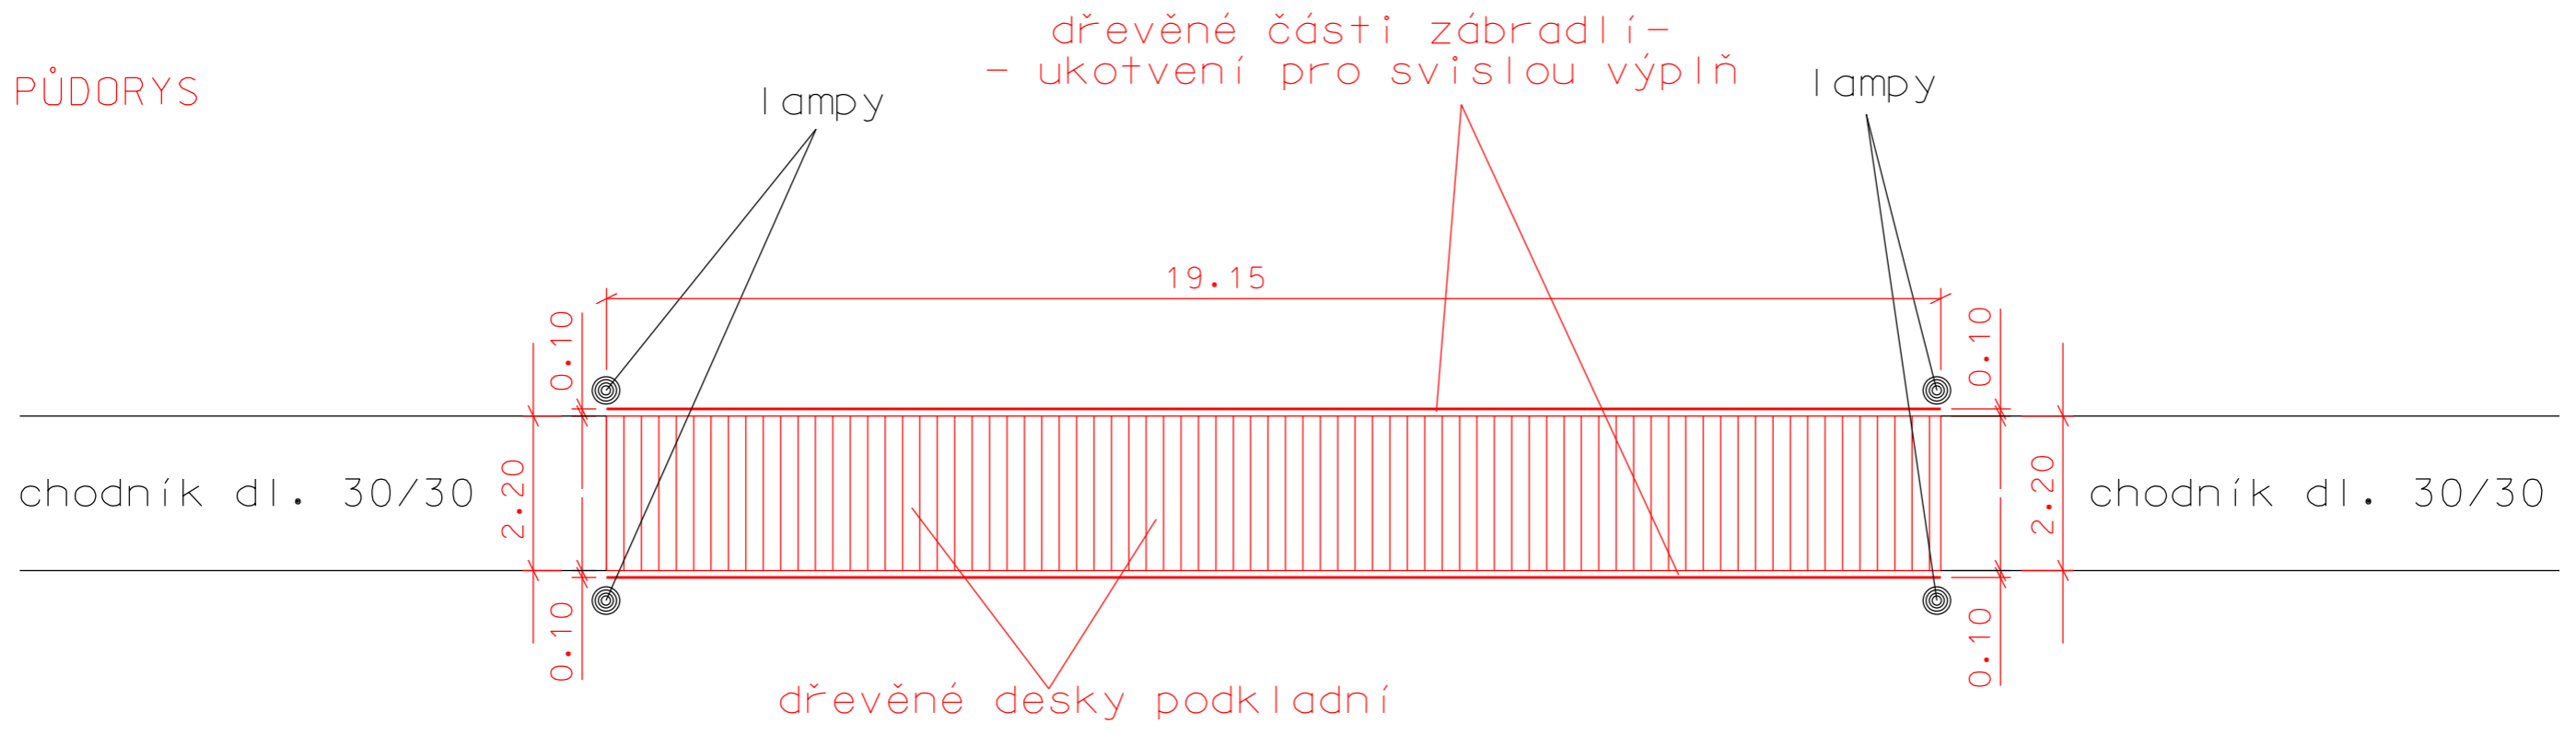 dřevěné části zábradlí-
- ukotvení pro svislou výplň
PŮDORYS
lampy
lampy
19.15
0.10
0.10
chodník dl. 30/30
2.20
2.20
chodník dl. 30/30
0.10
0.10
dřevěné desky podkladní